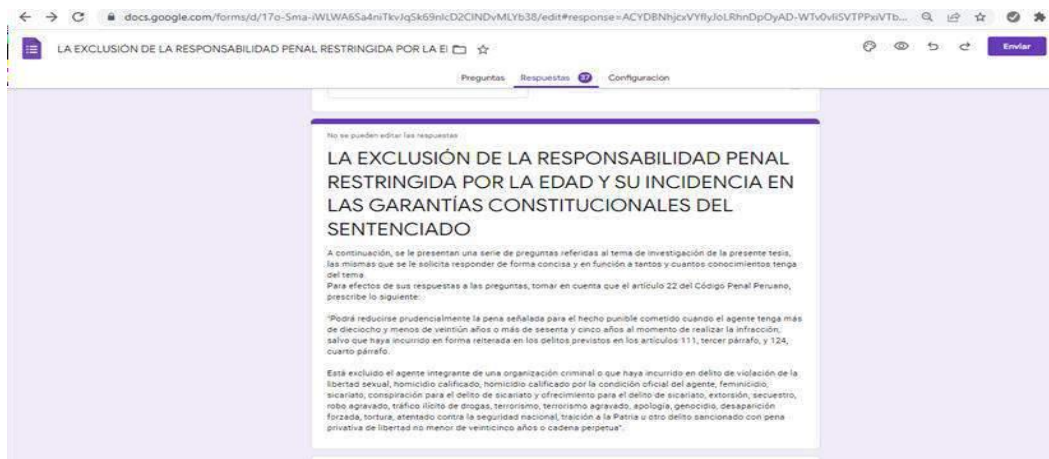 LA EXCLUSIÓN DE LA RESPONSABILIDAD PENAL RESTRINGIDA POR LA E
Enviar
Preguntas Respuestas 37 Configuración
No se pueden editar las respuestas
LA EXCLUSIÓN DE LA RESPONSABILIDAD PENAL
RESTRINGIDA POR LA EDAD Y SU INCIDENCIA EN
LAS GARANTÍAS CONSTITUCIONALES DEL
SENTENCIADO
A continuación, se le presentan una serie de preguntas referidas al tema de investigación de la presente tesis,
las mismas que se le solicita responder de forma concisa y en función a tantos y cuantos conocimientos tenga
del tema.
Para efectos de sus respuestas a las preguntas, tomar en cuenta que el artículo 22 del Código Penal Peruano,
prescribe lo siguiente:
"Podrá reducirse prudencialmente la pena señalada para el hecho punible cometido cuando el agente tenga más
de dieciocho y menos de veintiún años o más de sesenta y cinco años al momento de realizar la infracción,
salvo que haya incurrido en forma reiterada en los delitos previstos en los artículos 111, tercer párrafo, y 124,
cuarto párrafo.
Está excluido el agente integrante de una organización criminal o que haya incurrido en delito de violación de la
libertad sexual, homicidio calificado, homicidio calificado por la condición oficial del agente, feminicidio,
sicariato, conspiración para el delito de sicariato y ofrecimiento para el delito de sicariato, extorsión, secuestro,
robo agravado, tráfico ilícito de drogas, terrorismo, terrorismo agravado, apología, genocidio, desaparición
forzada, tortura, atentado contra la seguridad nacional, traición a la Patria u otro delito sancionado con pena
privativa de libertad no menor de veinticinco años o cadena perpetua".